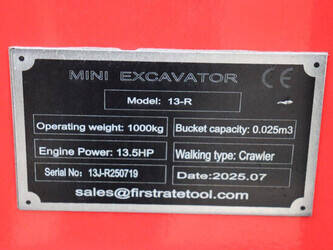 MINI EXCAVATOR CE
Model: 13-R
Operating weight: 1000kg Bucket capacity: 0.025m3
Engine Power: 13.5HP Walking type: Crawler
Serial No: 13J-R250719 Date:2025.07
sales@firstratetool.com